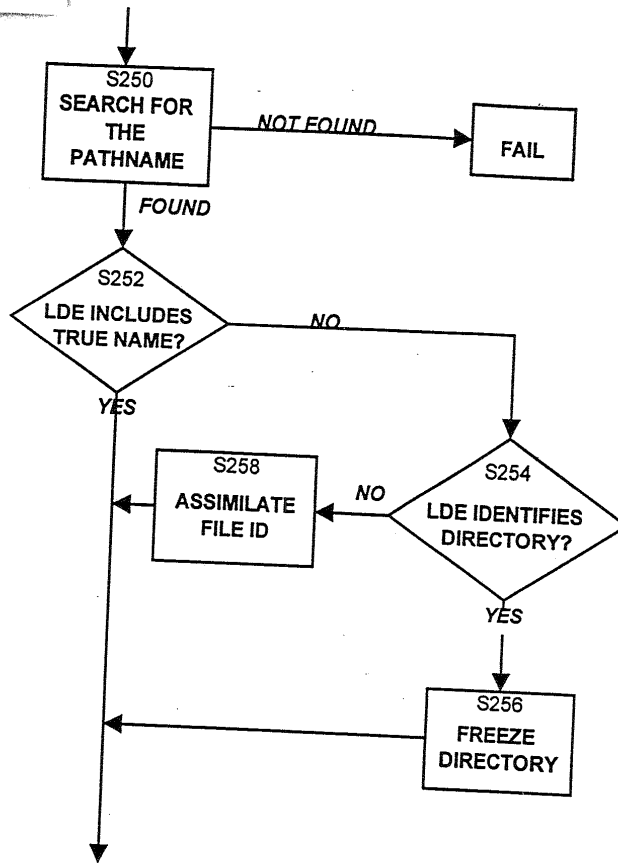 S250
SEARCH FOR
THE
PATHNAME
NOT FOUND
FAIL
FOUND
S252
LDE INCLUDES
TRUE NAME?
NO
YES
S254
LDE IDENTIFIES
DIRECTORY?
NO
S258
ASSIMILATE
FILE ID
YES
S256
FREEZE
DIRECTORY